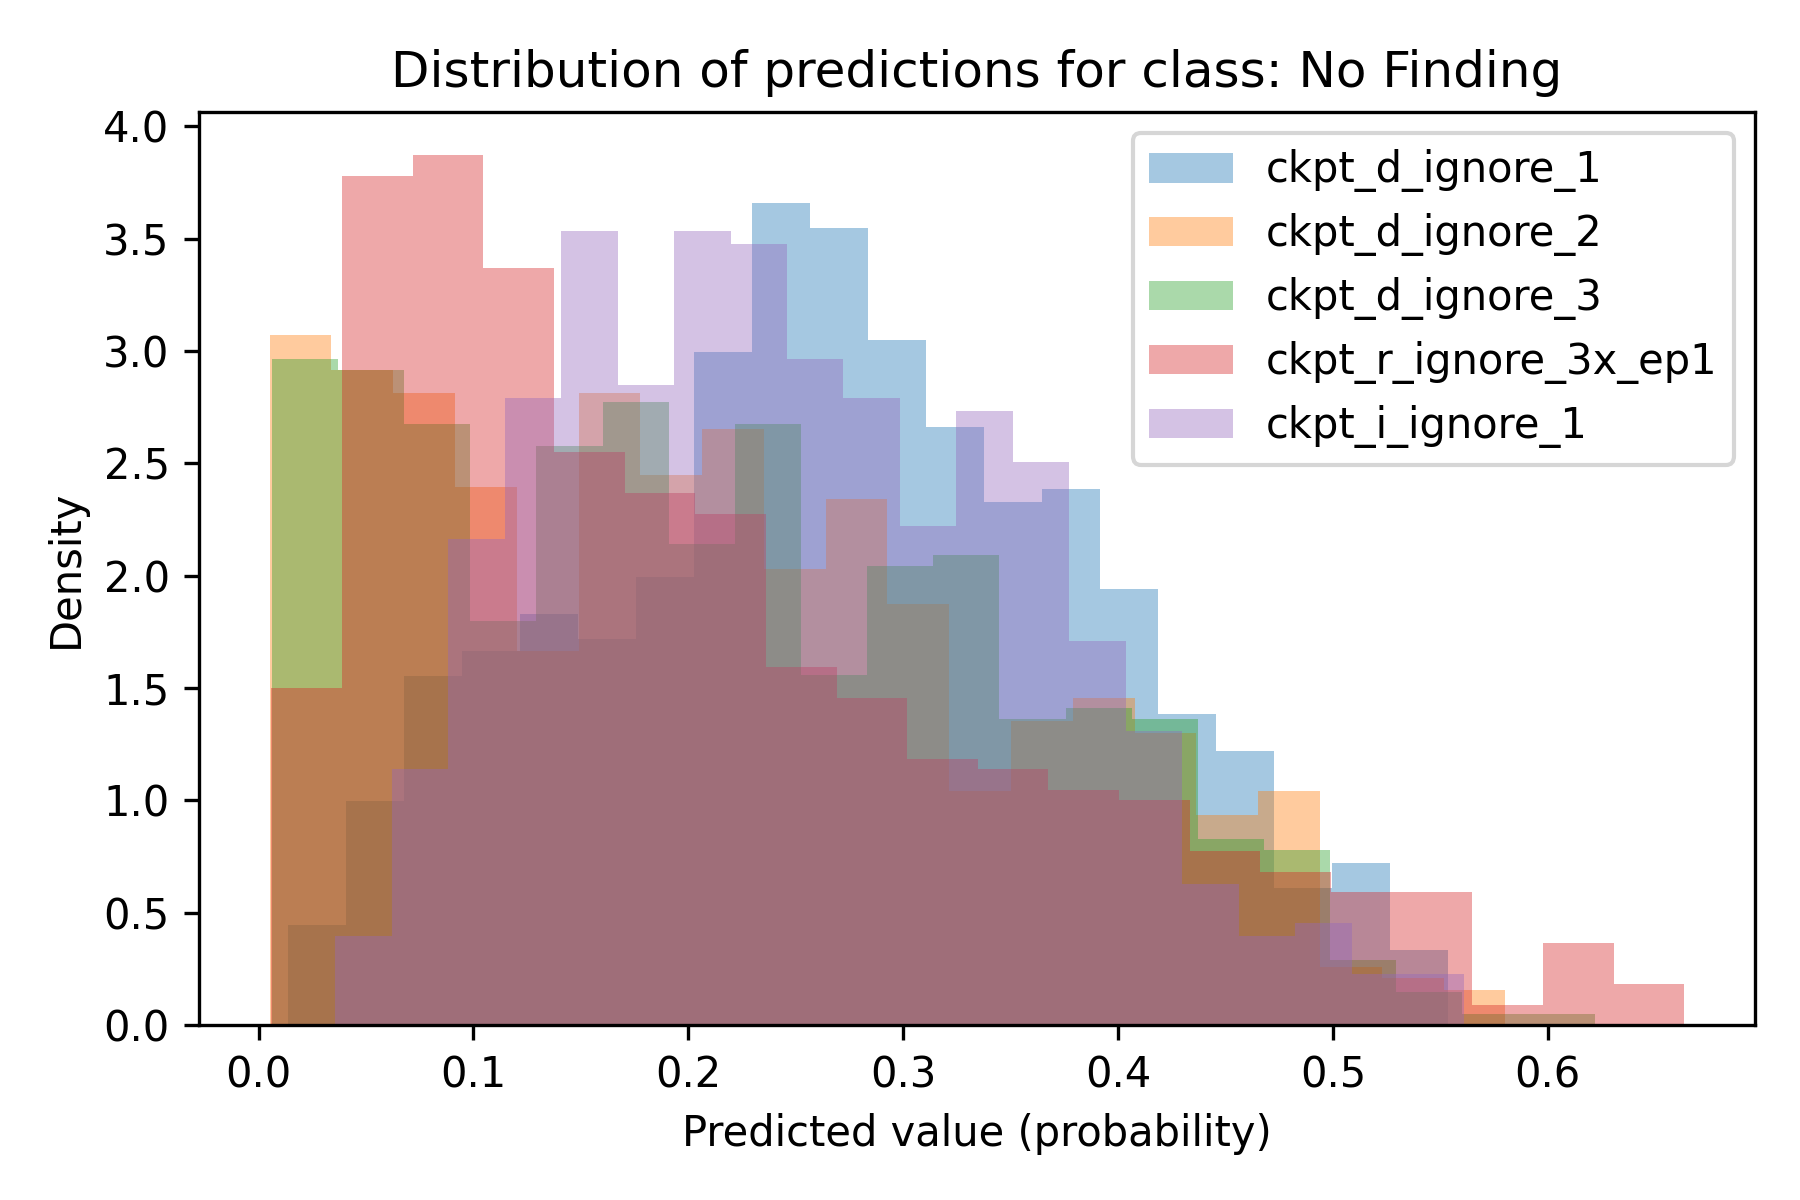 Distribution of predictions for class: No Finding
4.0
3.5
3.0
2.5
2.0
1.5
1.0
0.5
0.0
Density
ckpt_d_ignore_1
ckpt_d_ignore_2
ckpt_d_ignore_3
ckpt_r_ignore_3x_ep1
ckpt_i_ignore_1
0.0 0.1 0.2 0.3 0.4 0.5 0.6
Predicted value (probability)